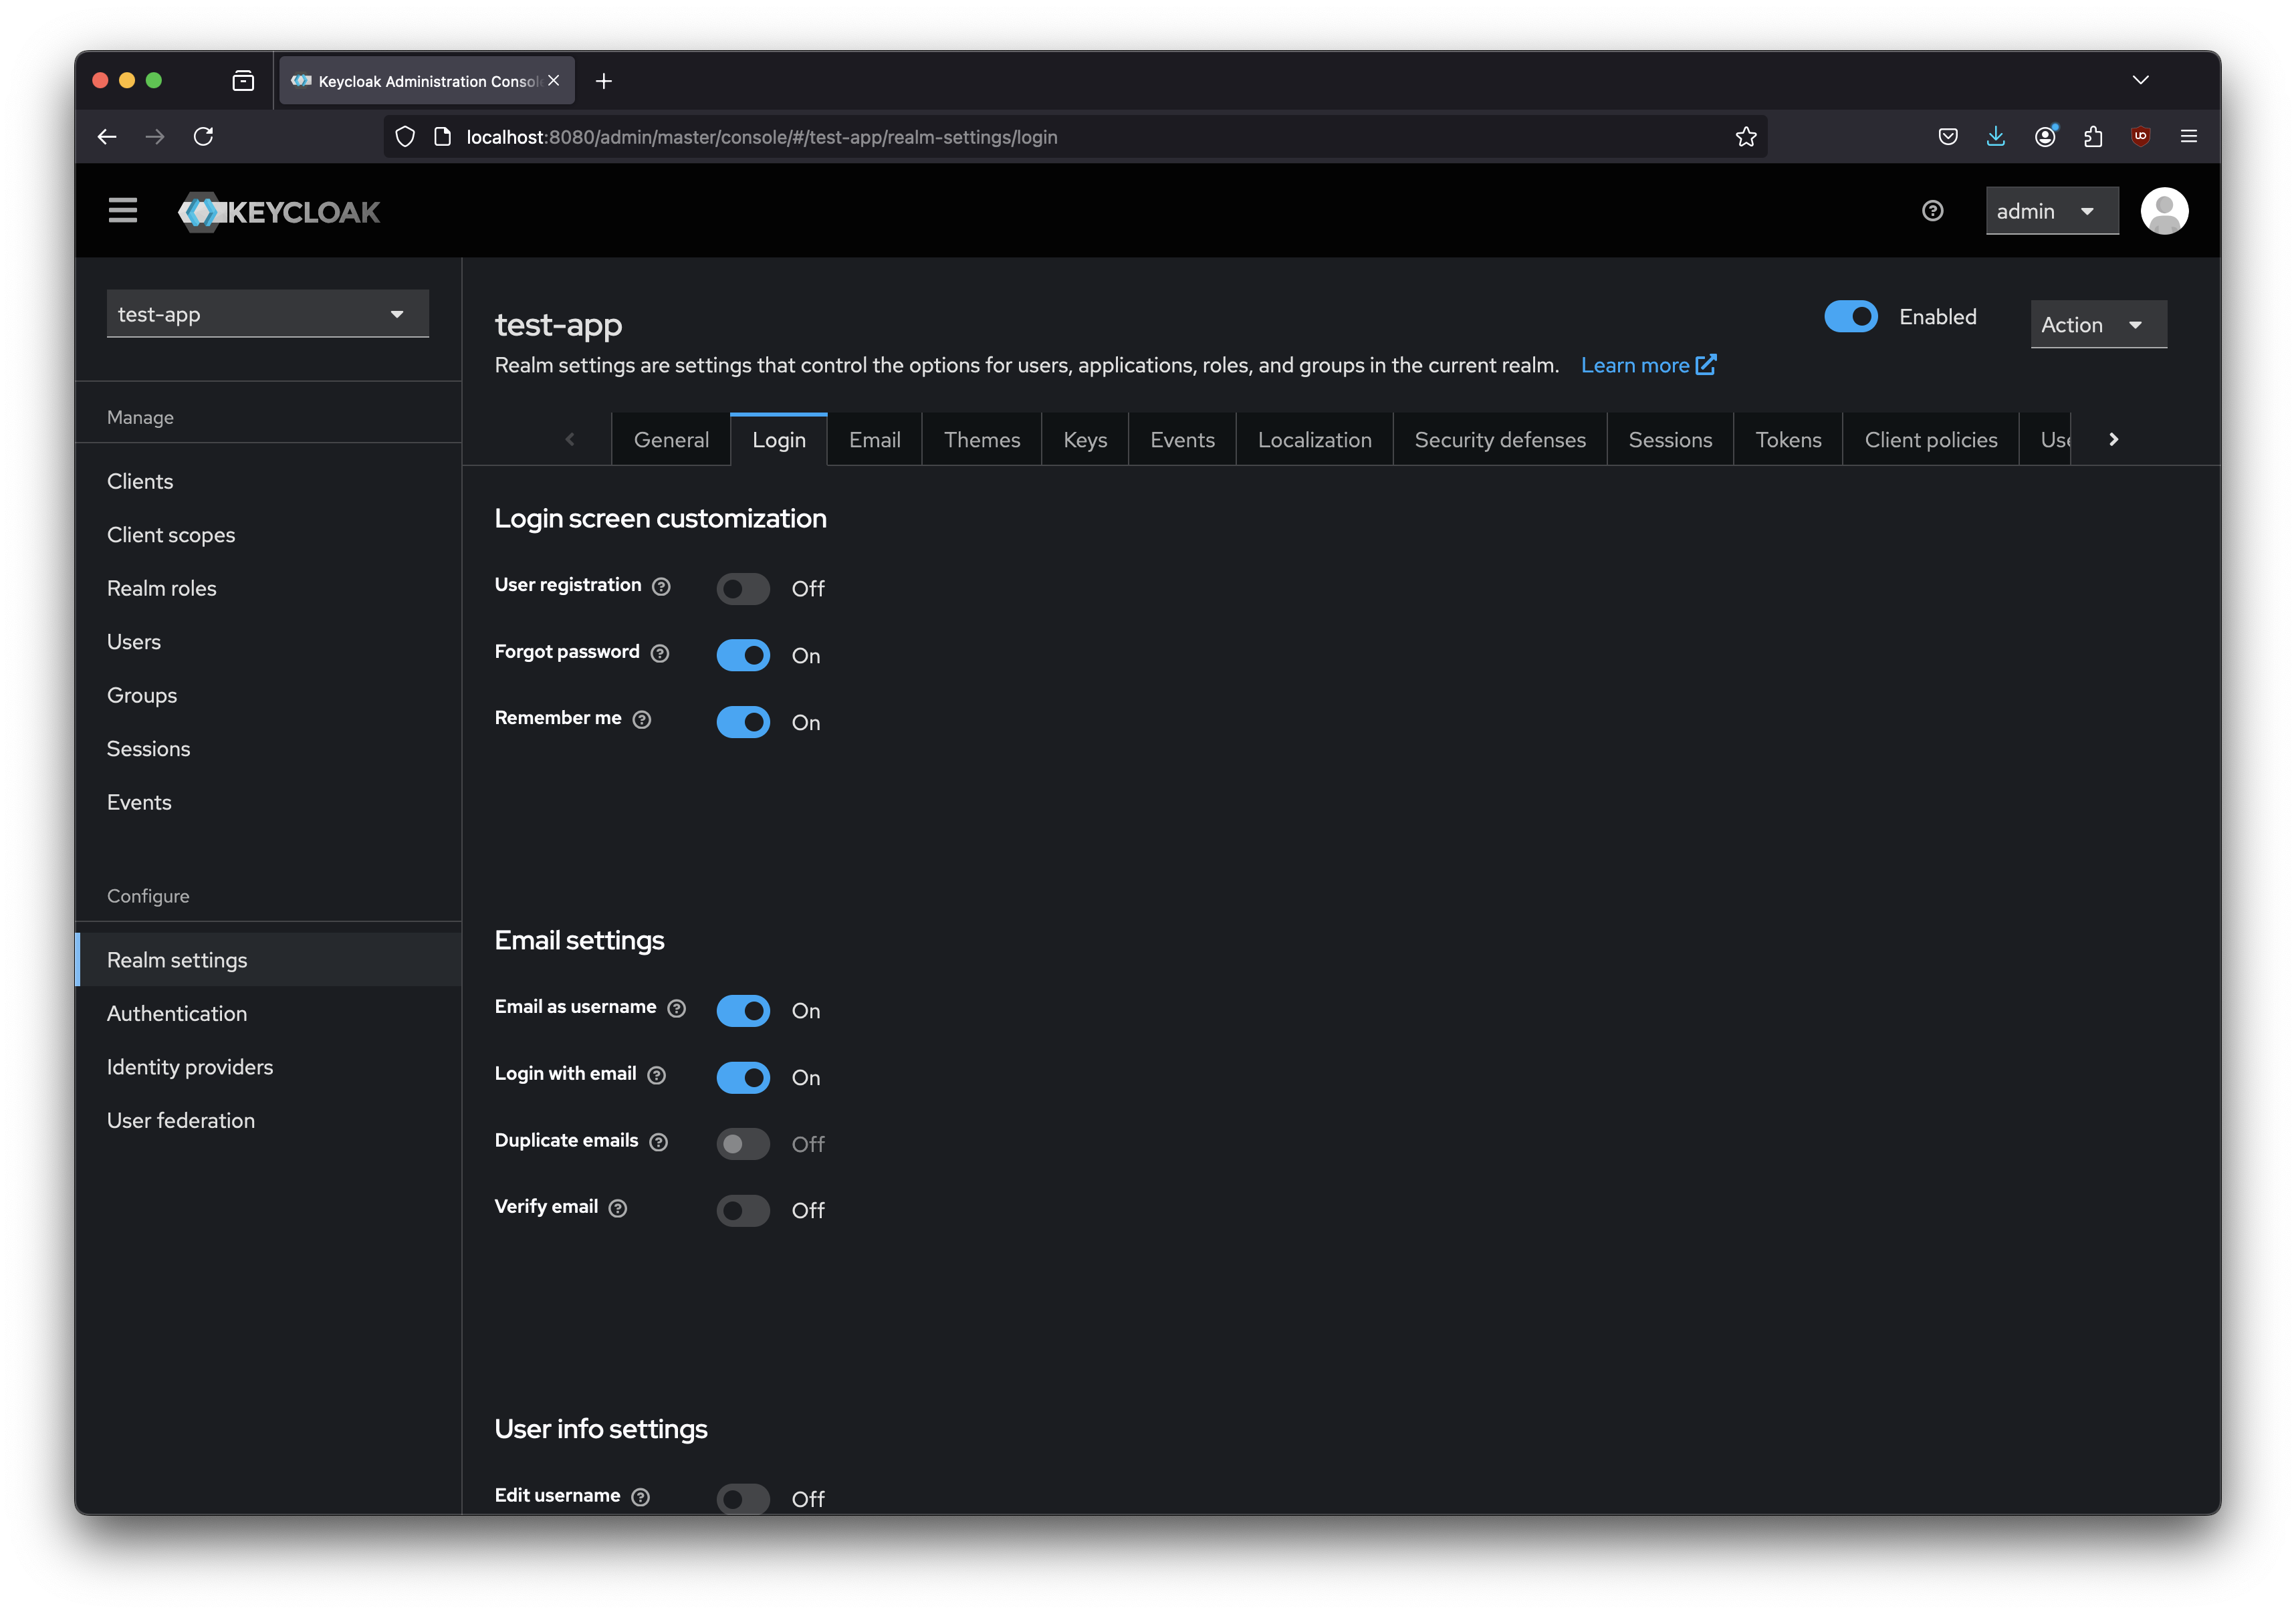 Keycloak Administration Consol
localhost:8080/admin/master/console/#/test-app/realm-settings/login
KEYCLOAK
admin
test-app
Manage
Clients
Client scopes
Realm roles
Users
Groups
Sessions
Events
Configure
Realm settings
Authentication
Identity providers
User federation
test-app
Enabled
Action
Realm settings are settings that control the options for users, applications, roles, and groups in the current realm. Learn more
General Login Email Themes Keys Events Localization Security defenses Sessions Tokens Client policies Use
Login screen customization
User registration Off
Forgot password On
Remember me On
Email settings
Email as username On
Login with email On
Duplicate emails Off
Verify email Off
User info settings
Edit username Off